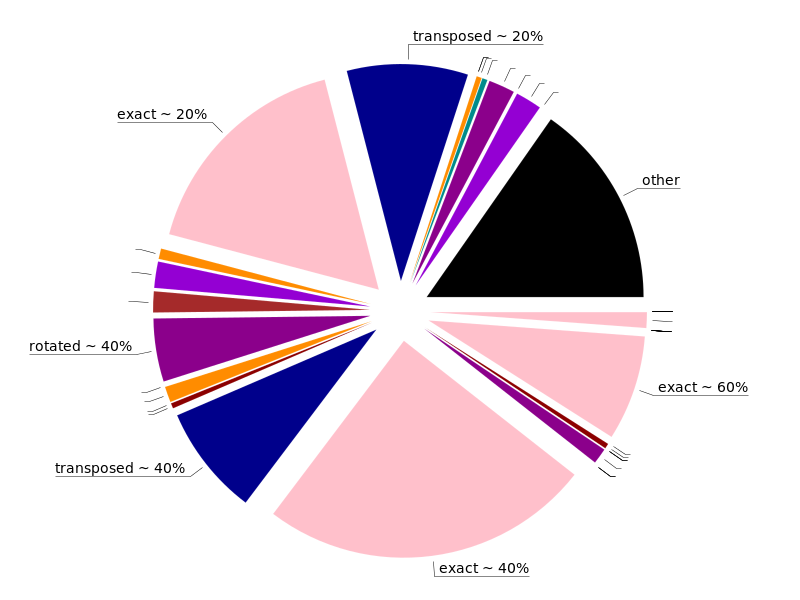 transposed ~ 20%
exact ~ 20%
other
rotated ~ 40%
exact ~ 60%
transposed ~ 40%
exact ~ 40%